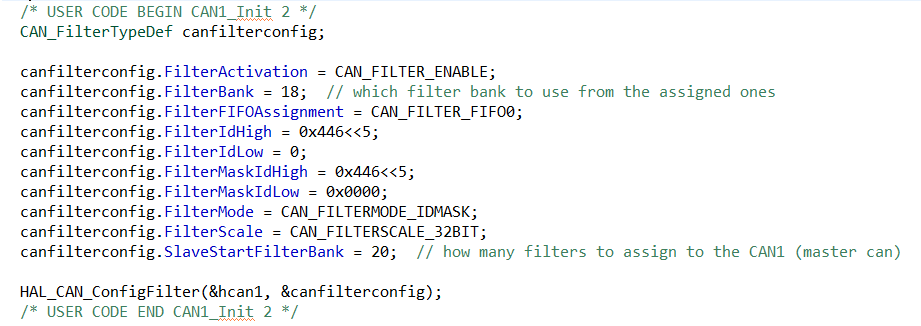 /* USER CODE BEGIN CAN1_Init 2 */
CAN_FilterTypeDef canfilterconfig;
canfilterconfig.FilterActivation = CAN_FILTER_ENABLE;
canfilterconfig.FilterBank = 18;  // which filter bank to use from the assigned ones
canfilterconfig.FilterFIFOAssignment = CAN_FILTER_FIFO0;
canfilterconfig.FilterIdHigh = 0x446<<5;
canfilterconfig.FilterIdLow = 0;
canfilterconfig.FilterMaskIdHigh = 0x446<<5;
canfilterconfig.FilterMaskIdLow = 0x0000;
canfilterconfig.FilterMode = CAN_FILTERMODE_IDMASK;
canfilterconfig.FilterScale = CAN_FILTERSCALE_32BIT;
canfilterconfig.SlaveStartFilterBank = 20;  // how many filters to assign to the CAN1 (master can)
HAL_CAN_ConfigFilter(&hcan1, &canfilterconfig);
/* USER CODE END CAN1_Init 2 */